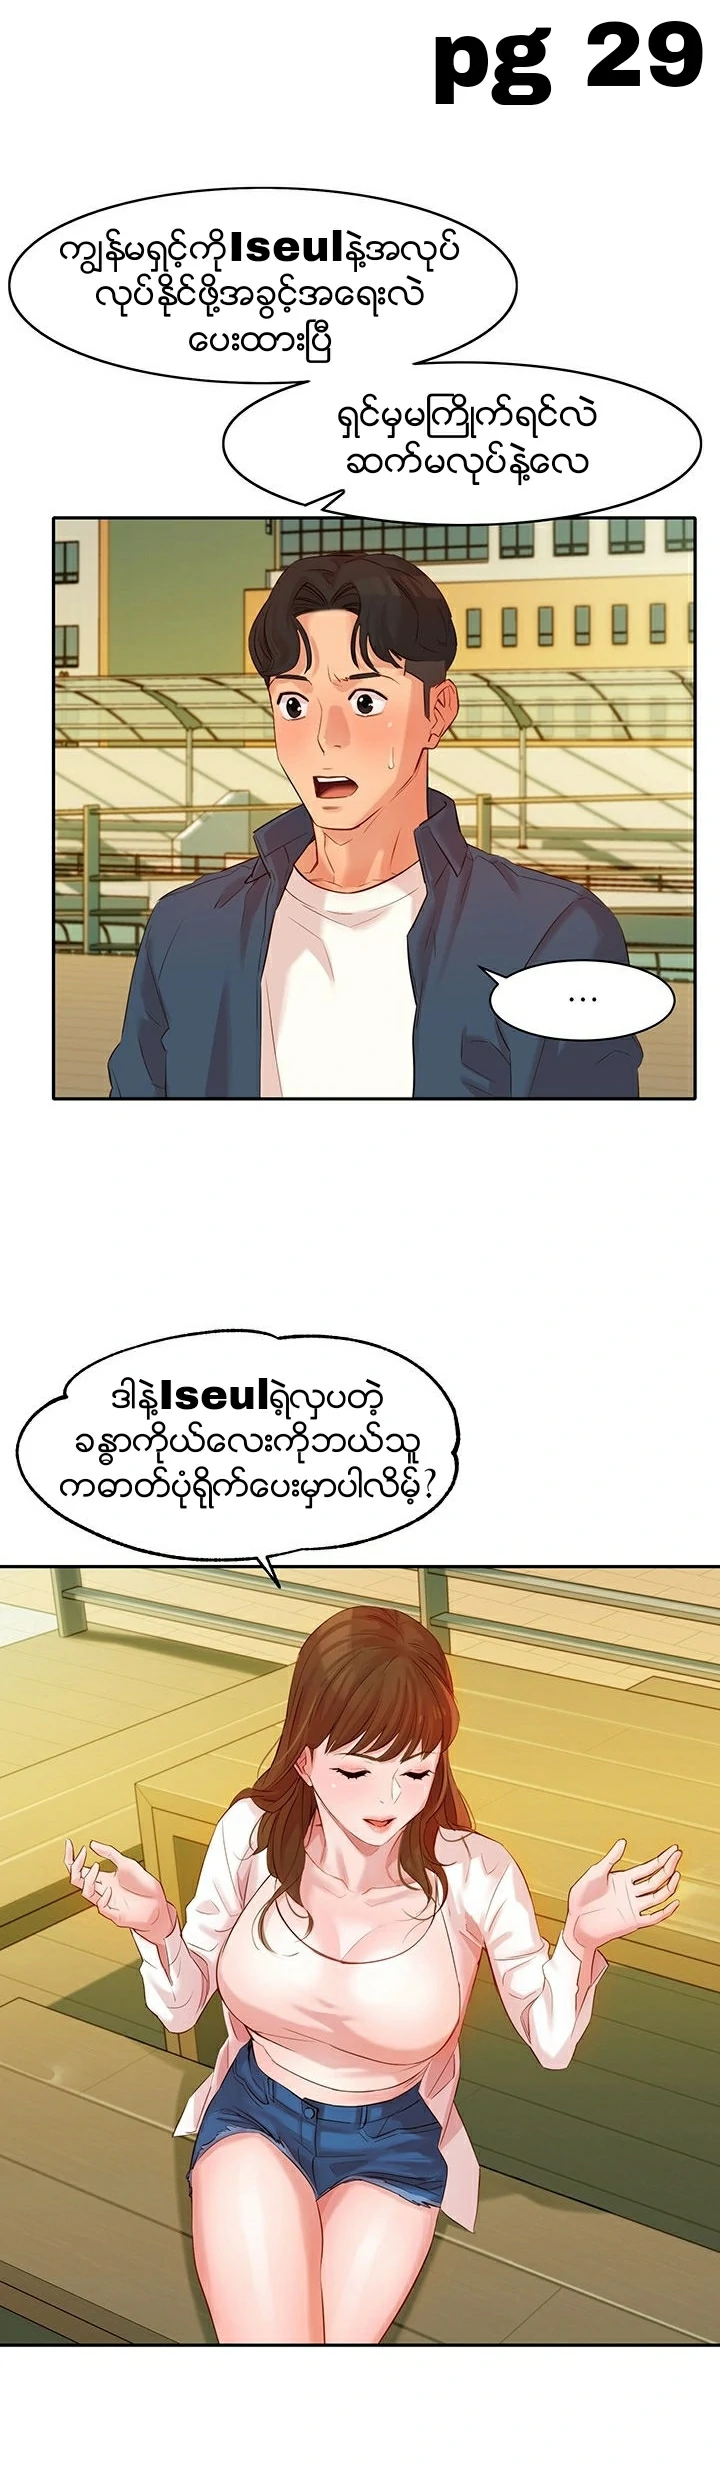 pg 29
ကျွန်မရှင့်ကိုIseulနဲ့အလုပ်
လုပ်နိုင်ဖို့အခွင့်အရေးလဲ
ပေးထားပြီ
ရှင်မှမကြိုက်ရင်လဲ
ဆက်မလုပ်နဲ့လေ
...
ဒါနဲ့Iseulရဲ့လှပတဲ့
ခန္ဓာကိုယ်လေးကိုဘယ်သူ
ကဓာတ်ပုံရိုက်ပေးမှာပါလိမ့်?